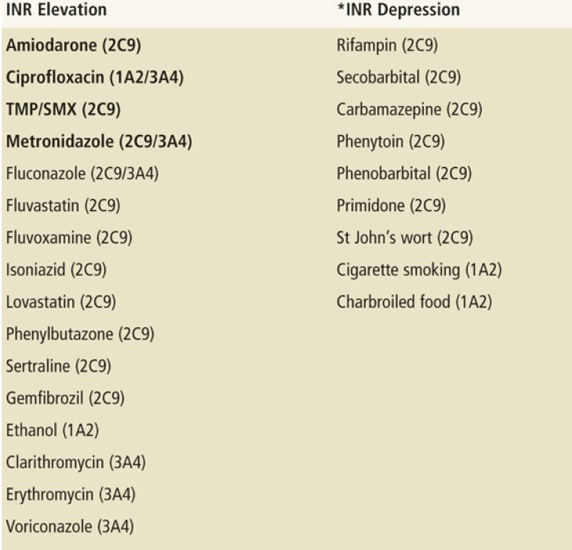 INR Elevation *INR Depression
Amiodarone (2C9) Rifampin (2C9)
Ciprofloxacin (1A2/3A4) Secobarbital (2C9)
TMP/SMX (2C9) Carbamazepine (2C9)
Metronidazole (2C9/3A4) Phenytoin (2C9)
Fluconazole (2C9/3A4) Phenobarbital (2C9)
Fluvastatin (2C9) Primidone (2C9)
Fluvoxamine (2C9) St John's wort (2C9)
Isoniazid (2C9) Cigarette smoking (1A2)
Lovastatin (2C9) Charbroiled food (1A2)
Phenylbutazone (2C9)
Sertraline (2C9)
Gemfibrozil (2C9)
Ethanol (1A2)
Clarithromycin (3A4)
Erythromycin (3A4)
Voriconazole (3A4)